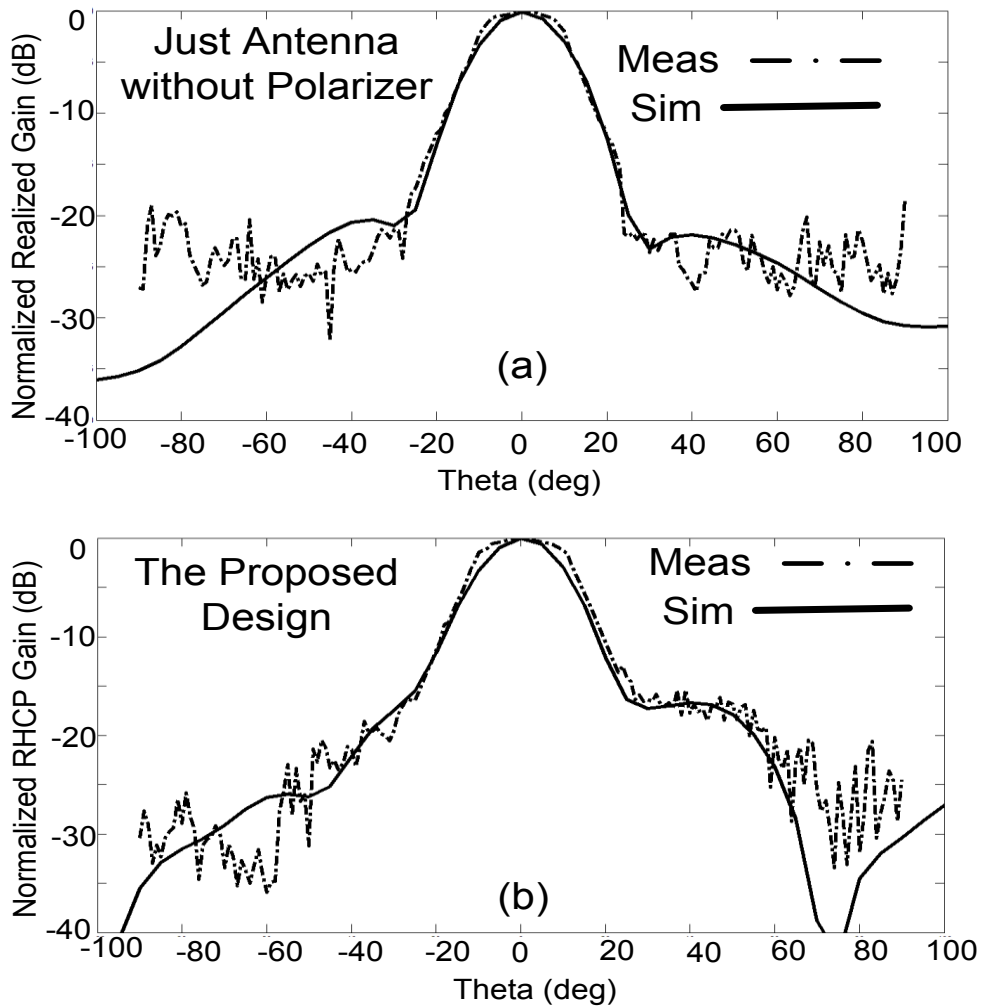 Just Antenna
without Polarizer
Meas
Sim
Normalized Realized Gain (dB)
0
-10
-20
-30
-40
(a)
-100 -80 -60 -40 -20 0 20 40 60 80 100
Theta (deg)
The Proposed
Design
Meas
Sim
Normalized RHCP Gain (dB)
0
-10
-20
-30
-40
(b)
-100 -80 -60 -40 -20 0 20 40 60 80 100
Theta (deg)